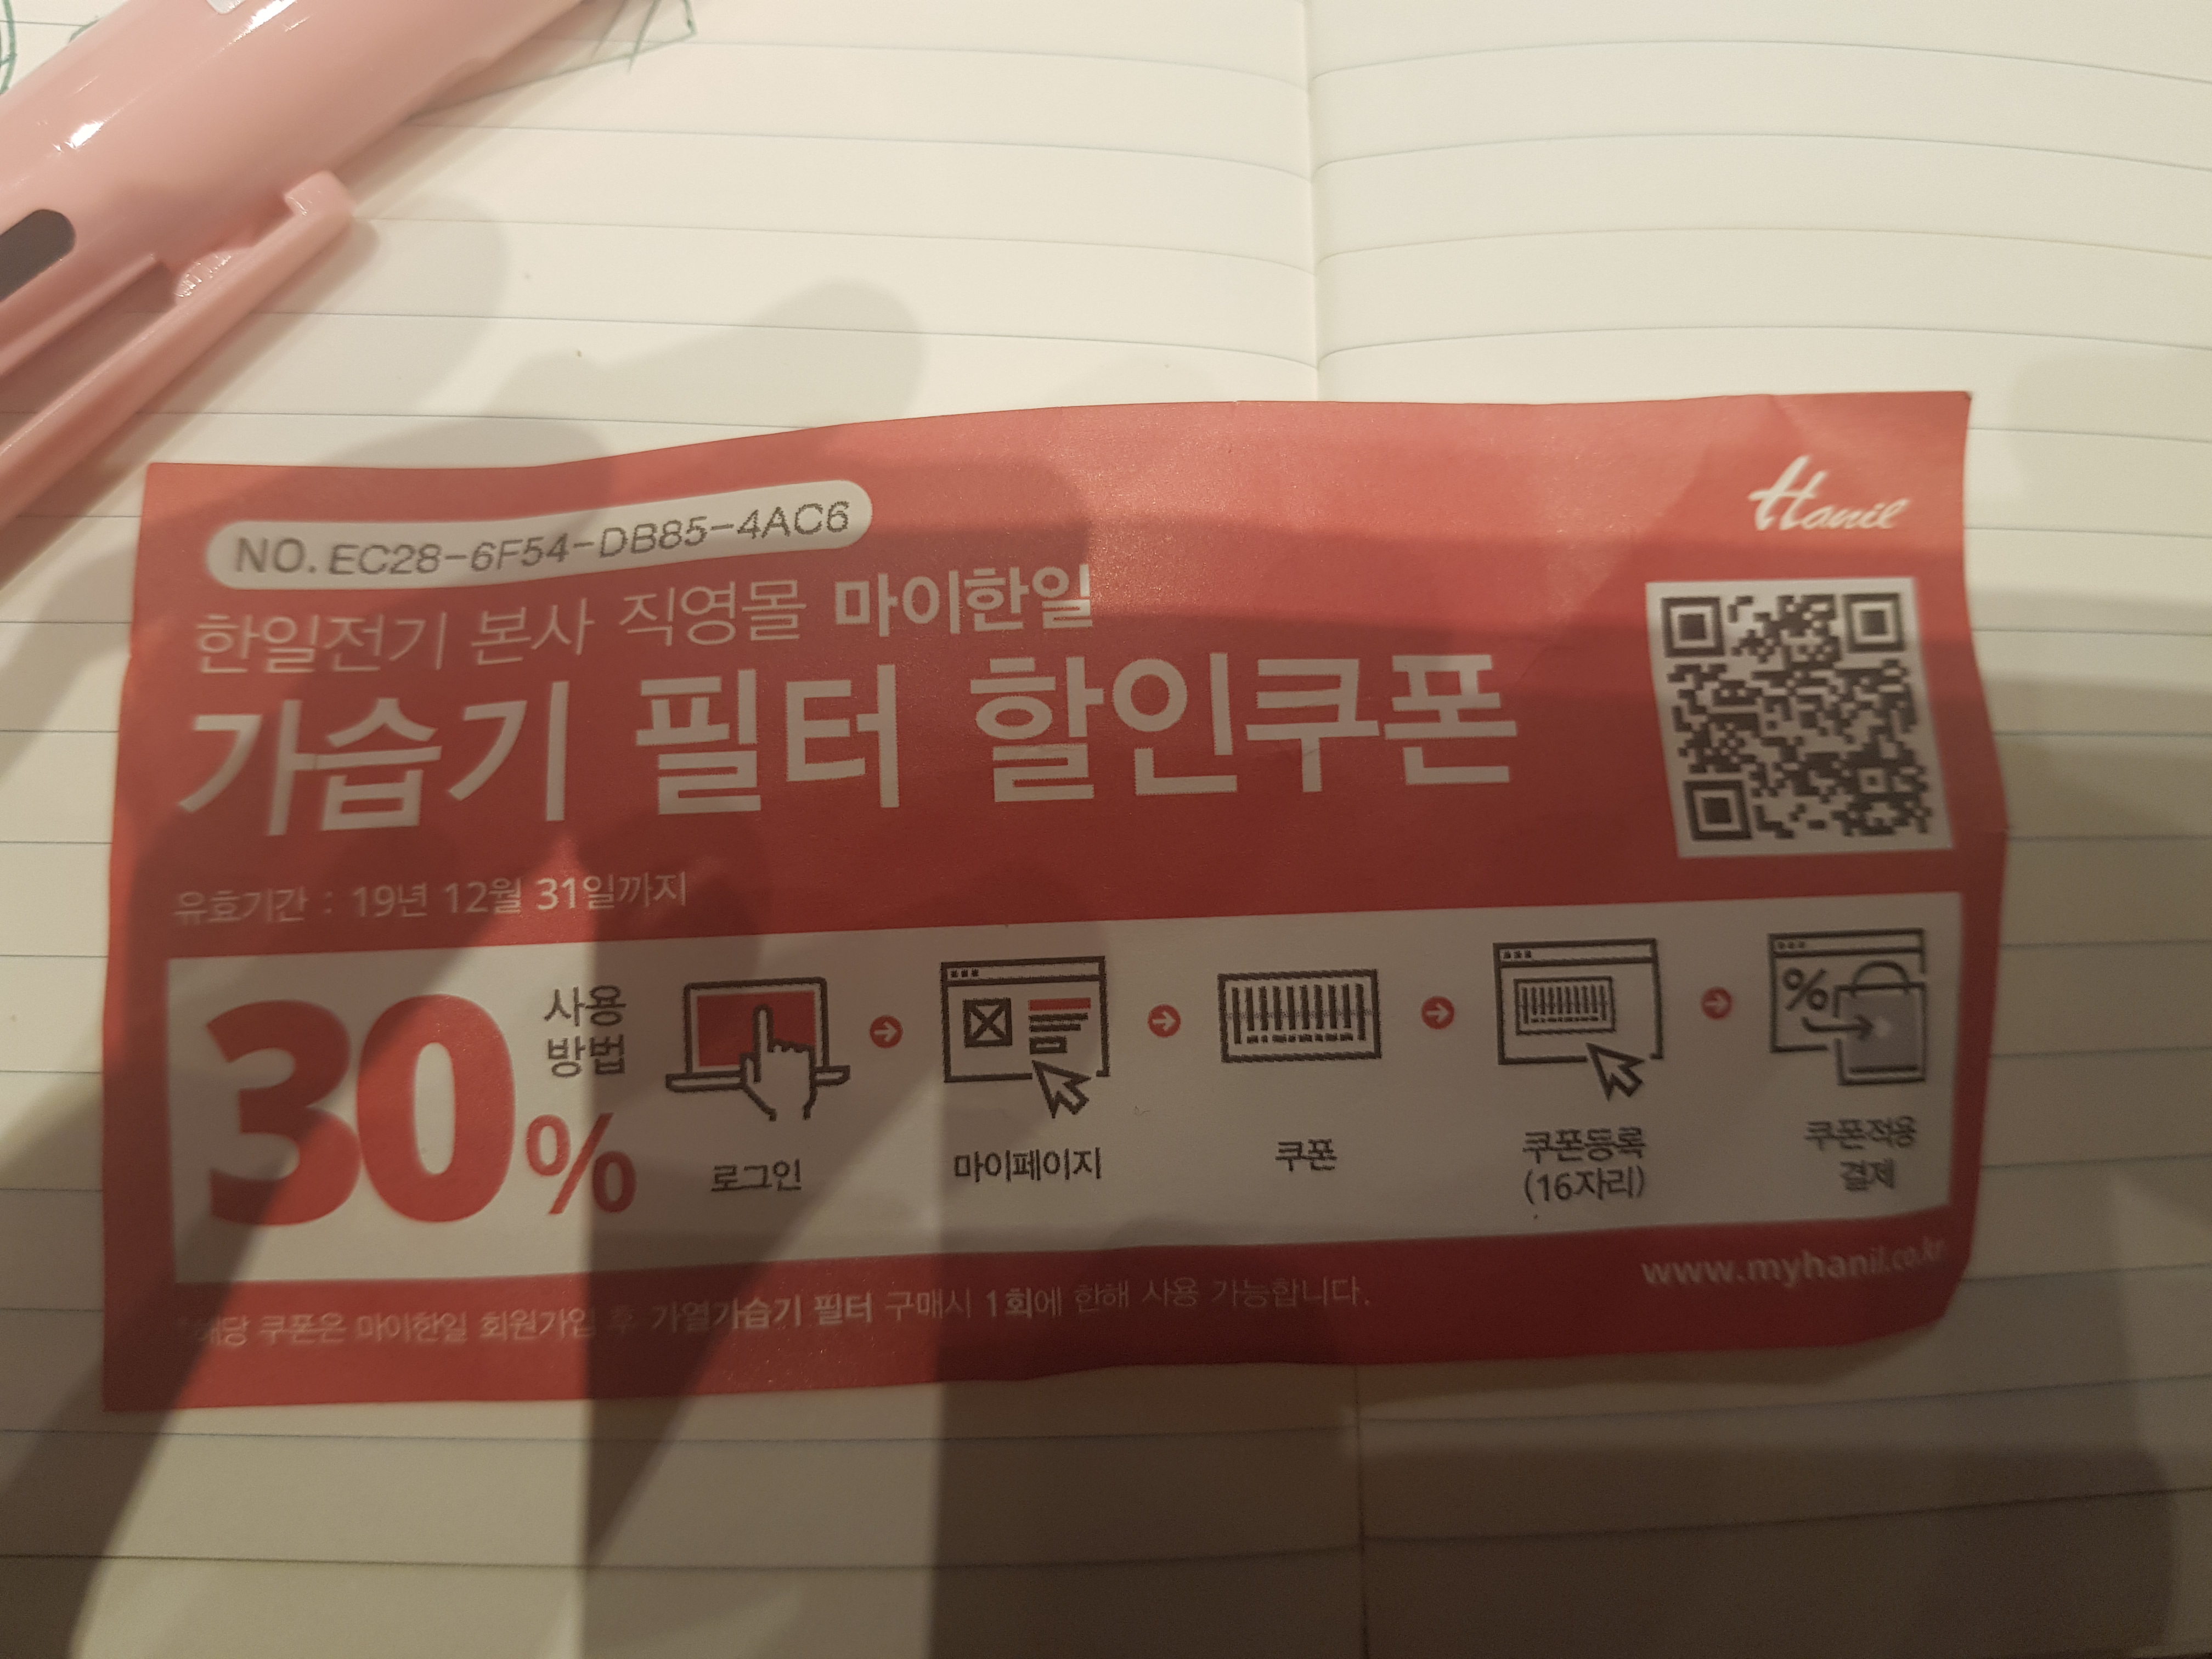 NO. EC28-6F54-DB85-4AC6
Hanil
한일전기 본사 직영몰 마이한일
가습기 필터 할인쿠폰
유효기간 : 19년 12월 31일까지
30%
사용
방법
로그인
마이페이지
쿠폰
쿠폰등록
(16자리)
쿠폰적용
결제
%
www.myhanil.co.kr
*해당 쿠폰은 마이한일 회원가입 후 가열가습기 필터 구매시 1회에 한해 사용 가능합니다.